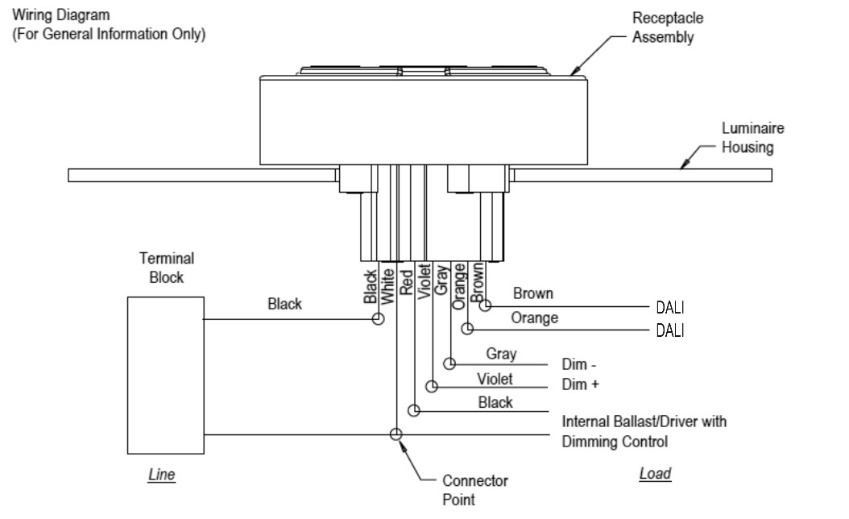 Wiring Diagram
(For General Information Only)
Receptacle
Assembly
Luminaire
Housing
Terminal
Block
Black
White
Red
Violet
Gray
Orange
Brown
Black
Brown
DALI
Orange
DALI
Gray
Dim -
Violet
Dim +
Black
Internal Ballast/Driver with
Dimming Control
Line
Connector
Point
Load